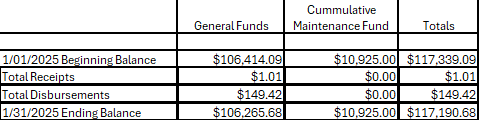 Cummulative
General Funds Maintenance Fund Totals
1/01/2025 Beginning Balance $106,414.09 $10,925.00 $117,339.09
Total Receipts $1.01 $0.00 $1.01
Total Disbursements $149.42 $0.00 $149.42
1/31/2025 Ending Balance $106,265.68 $10,925.00 $117,190.68